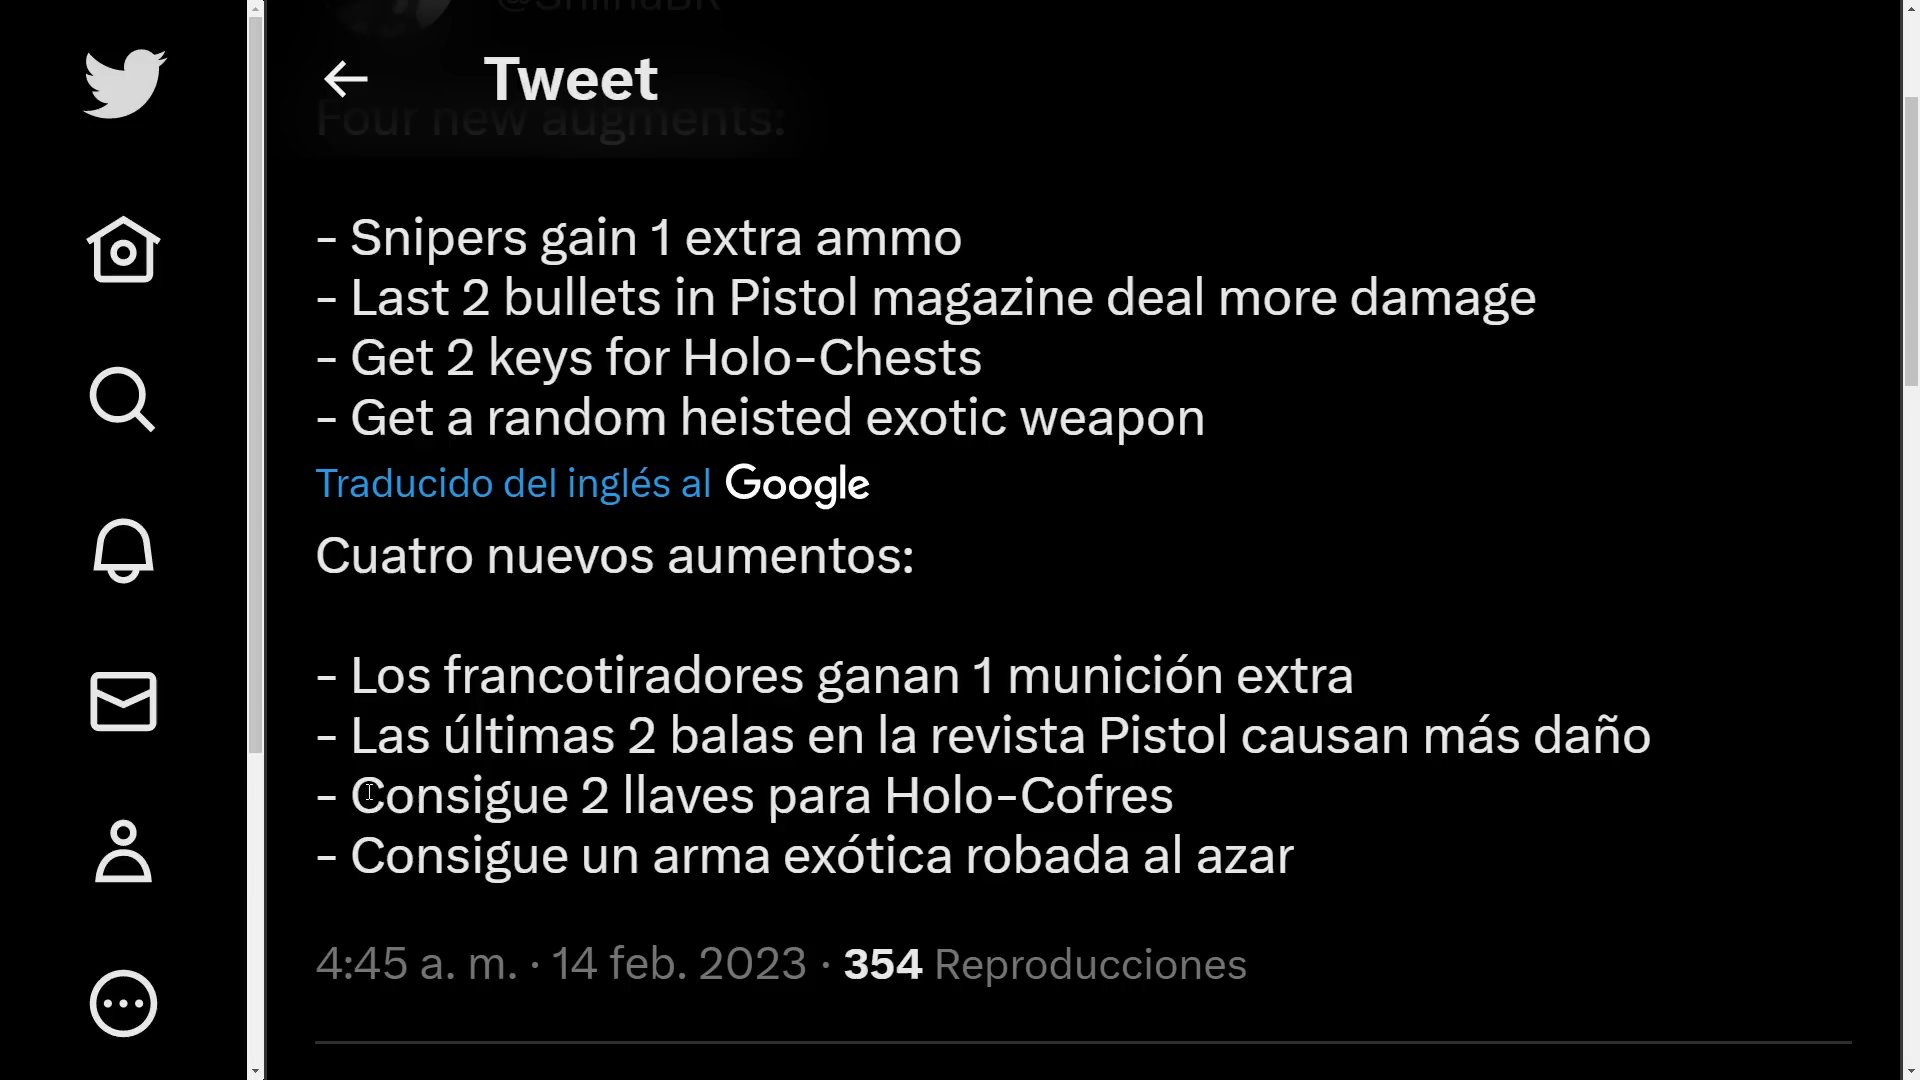 @ShiinaBR
Tweet
Four new augments:
- Snipers gain 1 extra ammo
- Last 2 bullets in Pistol magazine deal more damage
- Get 2 keys for Holo-Chests
- Get a random heisted exotic weapon
Traducido del inglés al Google
Cuatro nuevos aumentos:
- Los francotiradores ganan 1 munición extra
- Las últimas 2 balas en la revista Pistol causan más daño
- Consigue 2 llaves para Holo-Cofres
- Consigue un arma exótica robada al azar
4:45 a. m. · 14 feb. 2023 · 354 Reproducciones